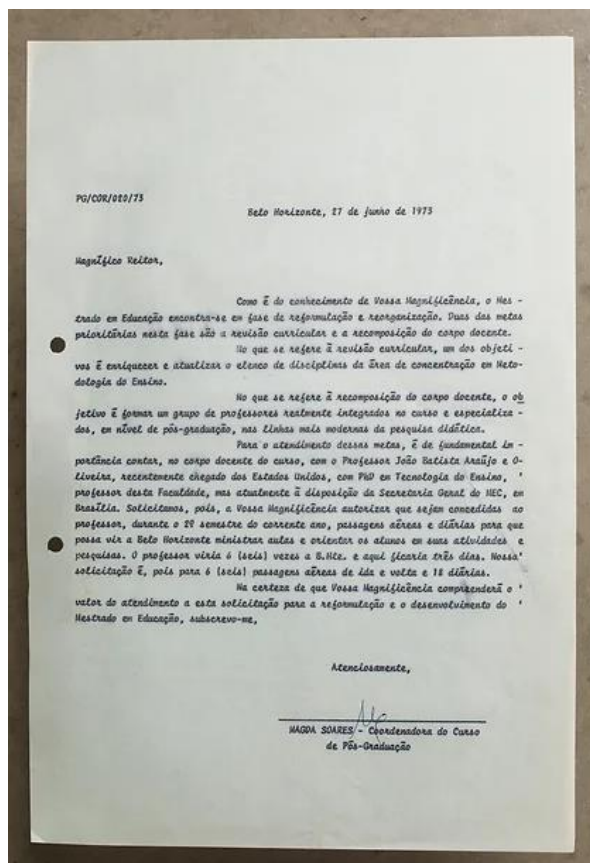 PG/COR/020/73
Belo Horizonte, 27 de junho de 1973
Magnífico Reitor,
Como é do conhecimento de Vossa Magnificência, o Mes -
trado em Educação encontra-se em fase de reformulação e reorganização. Duas das metas
prioritárias nesta fase são a revisão curricular e a recomposição do corpo docente.
No que se refere à revisão curricular, um dos objeti -
vos é enriquecer e atualizar o elenco de disciplinas da área de concentração em Meto-
dologia do Ensino.
No que se refere à recomposição do corpo docente, o ob
jetivo é formar um grupo de professores realmente integrados no curso e especializa -
dos, em nível de pós-graduação, nas linhas mais modernas da pesquisa didática.
Para o atendimento dessas metas, é de fundamental im -
portância contar, no corpo docente do curso, com o Professor João Batista Araújo e O-
liveira, recentemente chegado dos Estados Unidos, com PhD em Tecnologia do Ensino, '
professor desta Faculdade, mas atualmente à disposição da Secretaria Geral do MEC, em
Brasília. Solicitamos, pois, a Vossa Magnificência autorizar que sejam concedidas ao
professor, durante o 2º semestre do corrente ano, passagens aéreas e diárias para que
possa vir a Belo Horizonte ministrar aulas e orientar os alunos em suas atividades e
pesquisas. O professor viria 6 (seis) vezes a B.Hte. e aqui ficaria três dias. Nossa '
solicitação é, pois para 6 (seis) passagens aéreas de ida e volta e 18 diárias.
Na certeza de que Vossa Magnificência compreenderá o '
valor do atendimento a esta solicitação para a reformulação e o desenvolvimento do '
Mestrado em Educação, subscrevo-me,
Atenciosamente,
MAGDA SOARES - Coordenadora do Curso
de Pós-Graduação